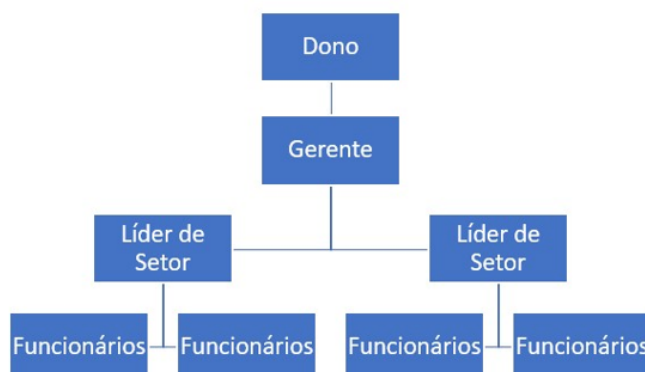 Dono
Gerente
Líder de
Setor
Líder de
Setor
Funcionários
Funcionários
Funcionários
Funcionários